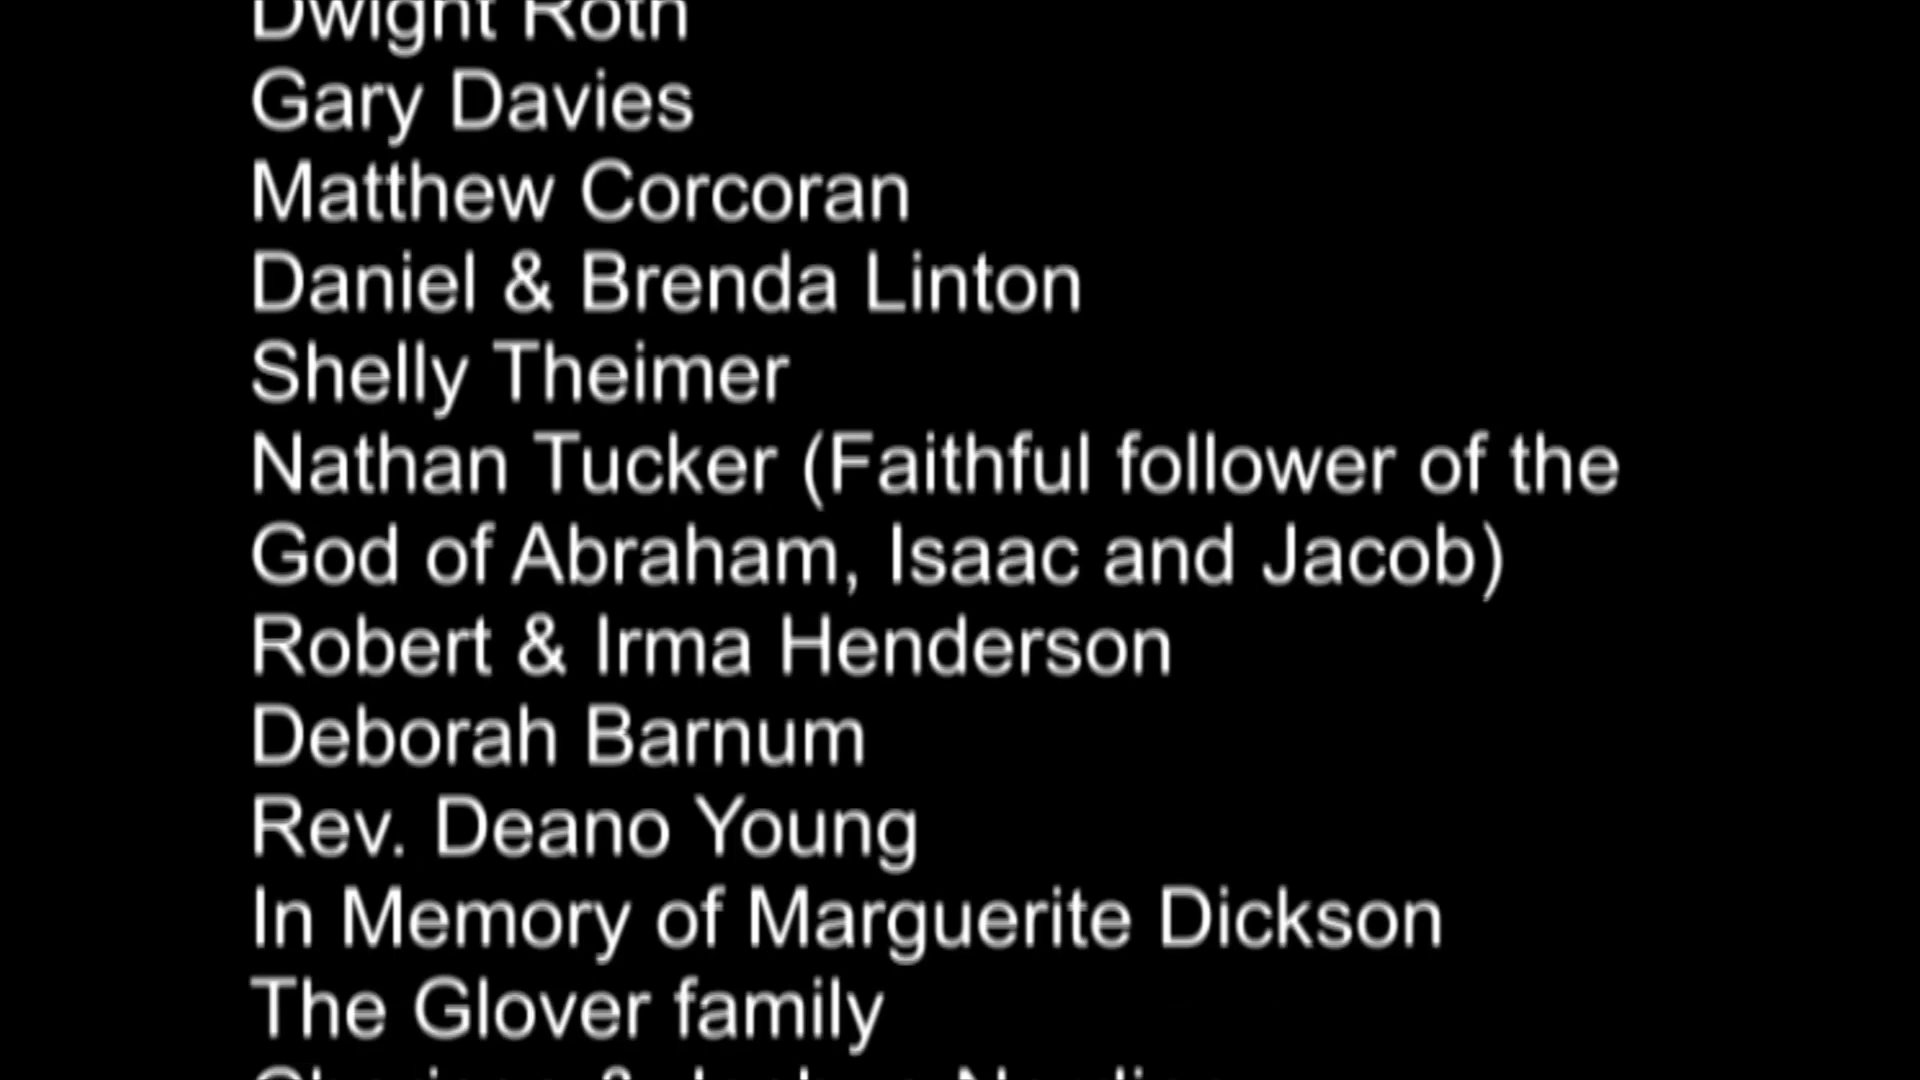 Dwight Roth
Gary Davies
Matthew Corcoran
Daniel & Brenda Linton
Shelly Theimer
Nathan Tucker (Faithful follower of the
God of Abraham, Isaac and Jacob)
Robert & Irma Henderson
Deborah Barnum
Rev. Deano Young
In Memory of Marguerite Dickson
The Glover family